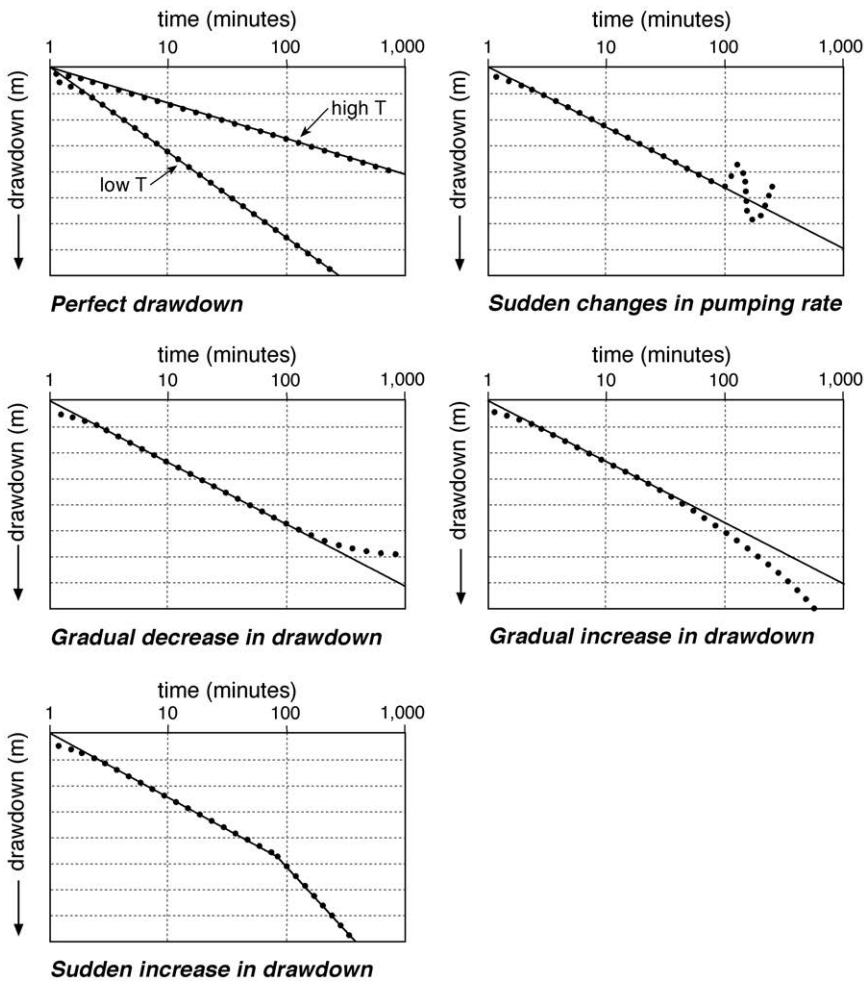 time (minutes)
1 10 100 1,000
drawdown (m)
high T
low T
Perfect drawdown
time (minutes)
1 10 100 1,000
drawdown (m)
Sudden changes in pumping rate
time (minutes)
1 10 100 1,000
drawdown (m)
Gradual decrease in drawdown
time (minutes)
1 10 100 1,000
drawdown (m)
Gradual increase in drawdown
time (minutes)
1 10 100 1,000
drawdown (m)
Sudden increase in drawdown